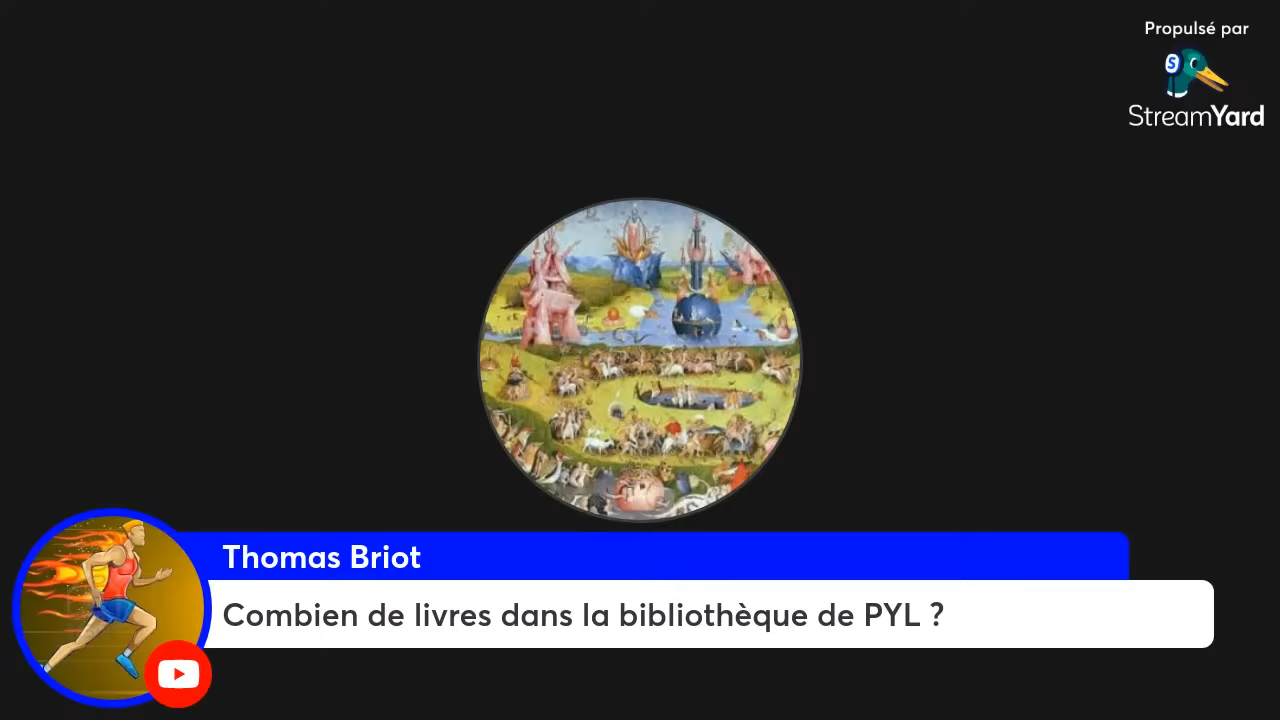 Propulsé par
S
StreamYard
Thomas Briot
Combien de livres dans la bibliothèque de PYL ?